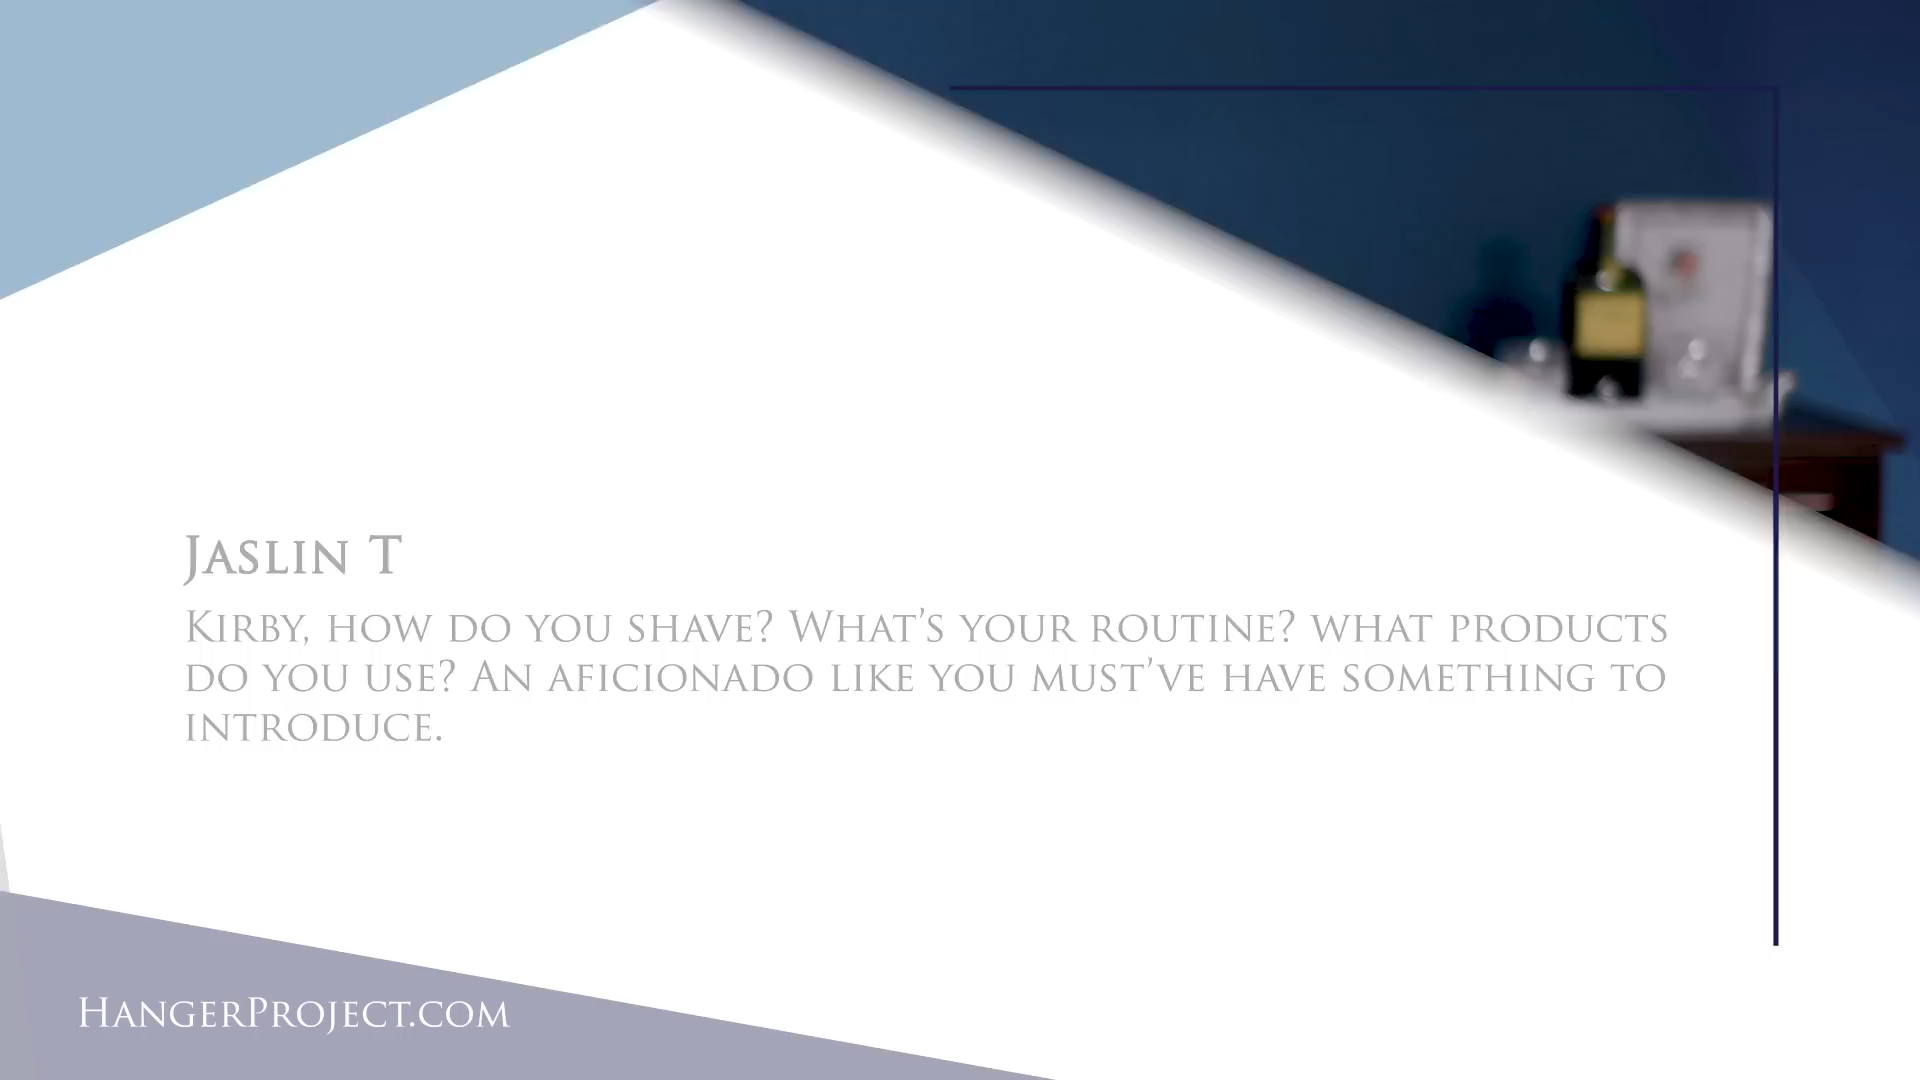 Jaslin T
Kirby, how do you shave? What's your routine? what products
do you use? An aficionado like you must've have something to
introduce.
HangerProject.com